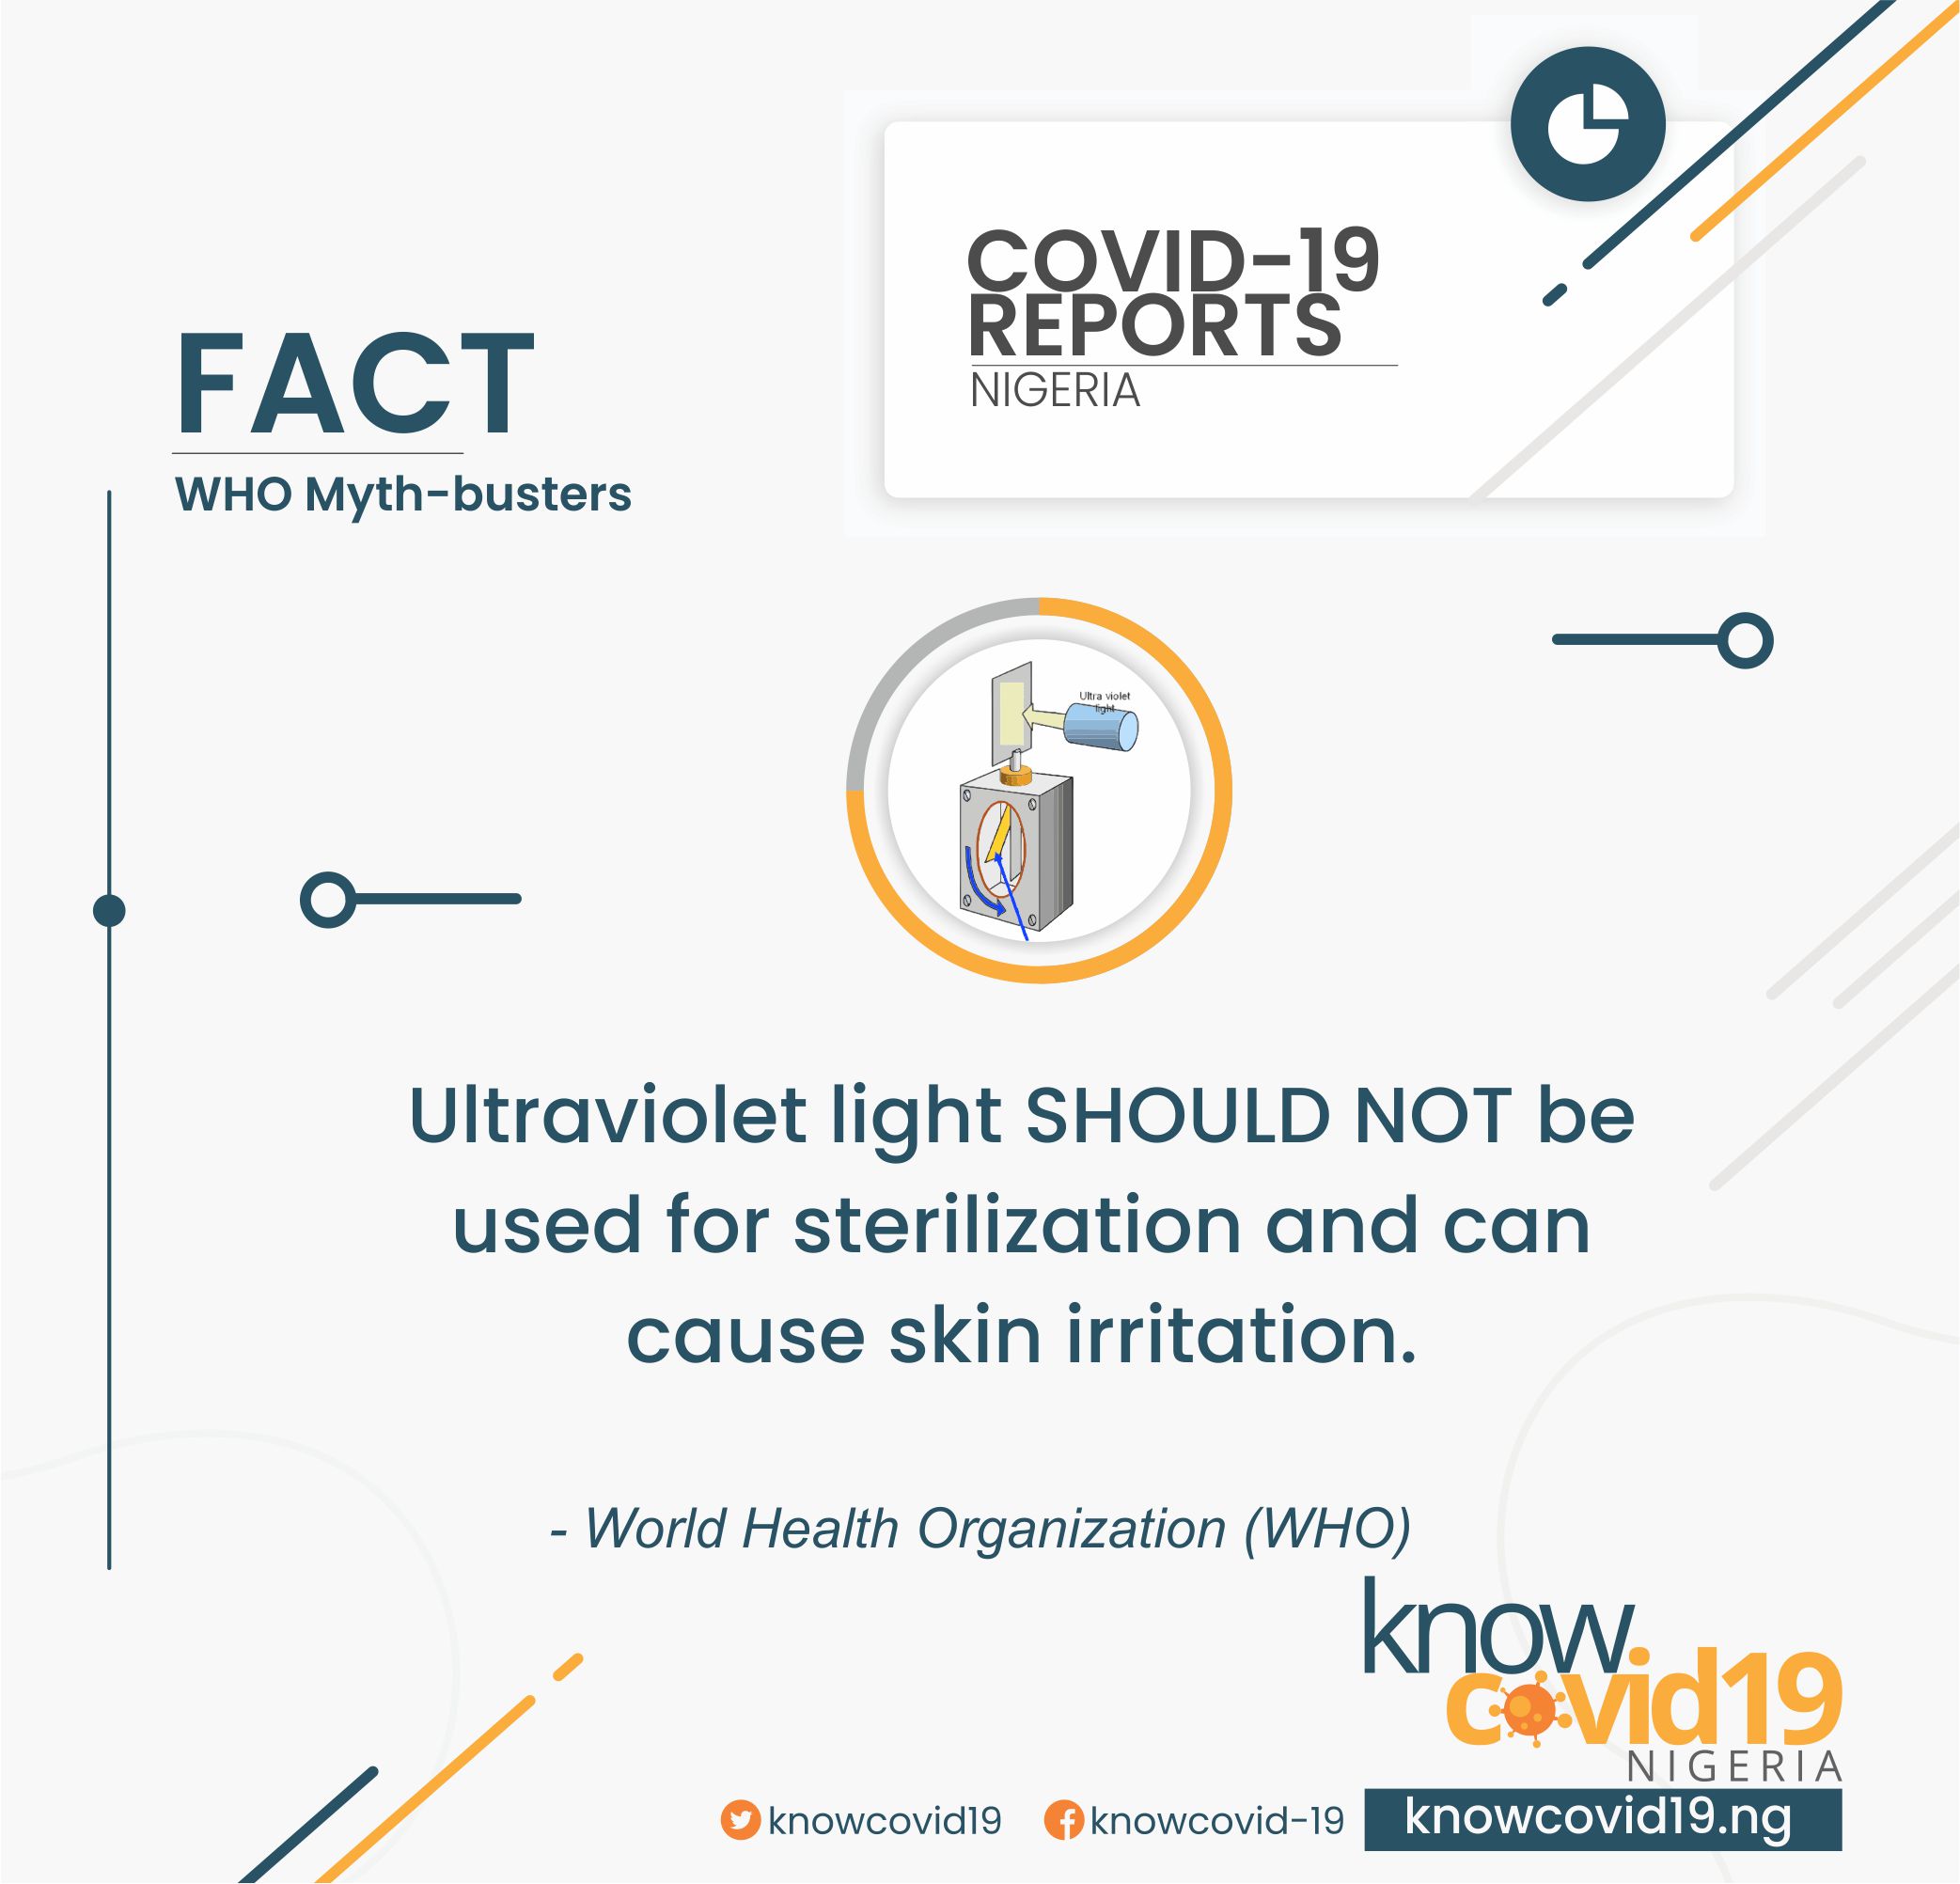 COVID-19
REPORTS
NIGERIA
FACT
WHO Myth-busters
Ultra violet
light
Ultraviolet light SHOULD NOT be
used for sterilization and can
cause skin irritation.
- World Health Organization (WHO)
know
covid19
NIGERIA
knowcovid19 knowcovid-19 knowcovid19.ng